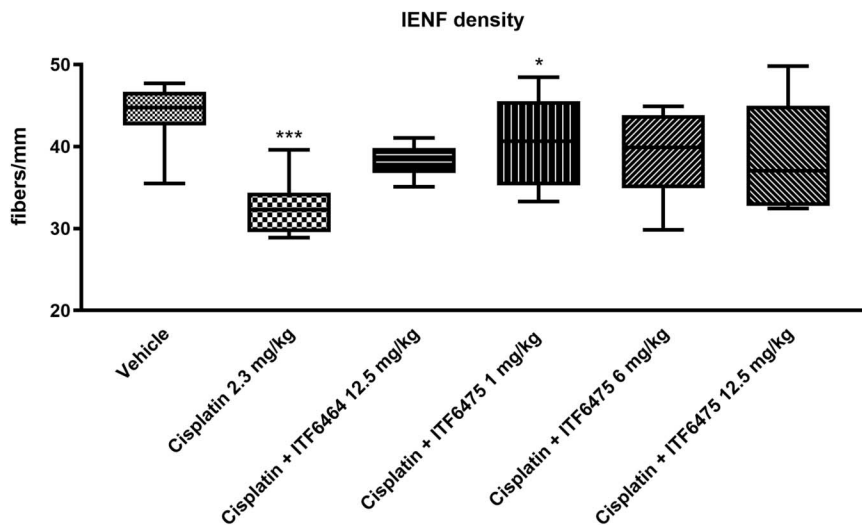 IENF density
fibers/mm
50
40
30
20
***
*
Vehicle
Cisplatin 2.3 mg/kg
Cisplatin + ITF6464 12.5 mg/kg
Cisplatin + ITF6475 1 mg/kg
Cisplatin + ITF6475 6 mg/kg
Cisplatin + ITF6475 12.5 mg/kg